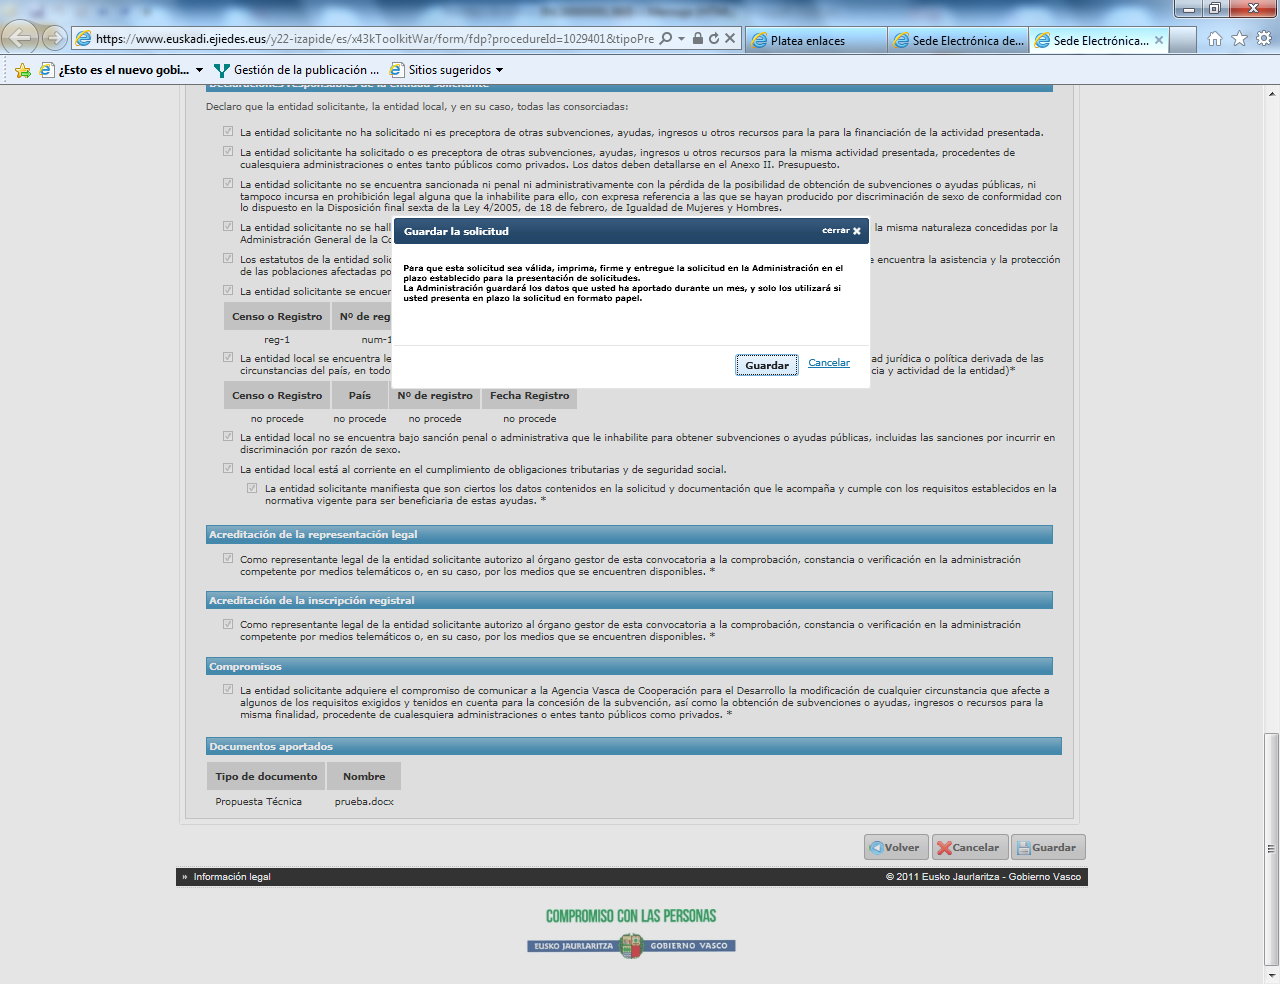 https://www.euskadi.ejiedes.eus/y22-izapide/es/x43kToolkitWar/form/fdp?procedureId=1029401&tipoPre
Platea enlaces
Sede Electrónica de...
Sede Electrónica...
¿Esto es el nuevo gobi...
Gestión de la publicación ...
Sitios sugeridos
Declaraciones responsables de la entidad solicitante
Declaro que la entidad solicitante, la entidad local, y en su caso, todas las consorciadas:
La entidad solicitante no ha solicitado ni es preceptora de otras subvenciones, ayudas, ingresos u otros recursos para la para la financiación de la actividad presentada.
La entidad solicitante ha solicitado o es preceptora de otras subvenciones, ayudas, ingresos u otros recursos para la misma actividad presentada, procedentes de
cualesquiera administraciones o entes tanto públicos como privados. Los datos deben detallarse en el Anexo II. Presupuesto.
La entidad solicitante no se encuentra sancionada ni penal ni administrativamente con la pérdida de la posibilidad de obtención de subvenciones o ayudas públicas, ni
tampoco incursa en prohibición legal alguna que la inhabilite para ello, con expresa referencia a las que se hayan producido por discriminación de sexo de conformidad con
lo dispuesto en la Disposición final sexta de la Ley 4/2005, de 18 de febrero, de Igualdad de Mujeres y Hombres.
La entidad solicitante no se hall
la misma naturaleza concedidas por la
Administración General de la Co
Los estatutos de la entidad solic
e encuentra la asistencia y la protección
de las poblaciones afectadas po
La entidad solicitante se encuen
Guardar la solicitud
cerrar
Para que esta solicitud sea válida, imprima, firme y entregue la solicitud en la Administración en el
plazo establecido para la presentación de solicitudes.
La Administración guardará los datos que usted ha aportado durante un mes, y solo los utilizará si
usted presenta en plazo la solicitud en formato papel.
Guardar
Cancelar
Censo o Registro
Nº de reg
reg-1
num-1
La entidad local se encuentra le
ad jurídica o política derivada de las
circunstancias del país, en todo
cia y actividad de la entidad)*
Censo o Registro
País
Nº de registro
Fecha Registro
no procede
no procede
no procede
no procede
La entidad local no se encuentra bajo sanción penal o administrativa que le inhabilite para obtener subvenciones o ayudas públicas, incluidas las sanciones por incurrir en
discriminación por razón de sexo.
La entidad local está al corriente en el cumplimiento de obligaciones tributarias y de seguridad social.
La entidad solicitante manifiesta que son ciertos los datos contenidos en la solicitud y documentación que le acompaña y cumple con los requisitos establecidos en la
normativa vigente para ser beneficiaria de estas ayudas. *
Acreditación de la representación legal
Como representante legal de la entidad solicitante autorizo al órgano gestor de esta convocatoria a la comprobación, constancia o verificación en la administración
competente por medios telemáticos o, en su caso, por los medios que se encuentren disponibles. *
Acreditación de la inscripción registral
Como representante legal de la entidad solicitante autorizo al órgano gestor de esta convocatoria a la comprobación, constancia o verificación en la administración
competente por medios telemáticos o, en su caso, por los medios que se encuentren disponibles. *
Compromisos
La entidad solicitante adquiere el compromiso de comunicar a la Agencia Vasca de Cooperación para el Desarrollo la modificación de cualquier circunstancia que afecte a
algunos de los requisitos exigidos y tenidos en cuenta para la concesión de la subvención, así como la obtención de subvenciones o ayudas, ingresos o recursos para la
misma finalidad, procedente de cualesquiera administraciones o entes tanto públicos como privados. *
Documentos aportados
Tipo de documento
Nombre
Propuesta Técnica
prueba.docx
Volver
Cancelar
Guardar
» Información legal
© 2011 Eusko Jaurlaritza - Gobierno Vasco
COMPROMISO CON LAS PERSONAS
EUSKO JAURLARITZA
GOBIERNO VASCO